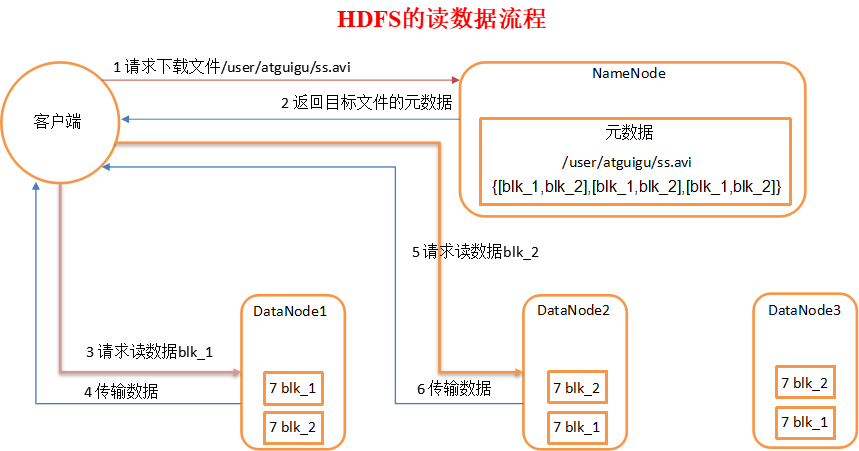 HDFS的读数据流程
1 请求下载文件/user/atguigu/ss.avi
2 返回目标文件的元数据
客户端
NameNode
元数据
/user/atguigu/ss.avi
{[blk_1,blk_2],[blk_1,blk_2],[blk_1,blk_2]}
5 请求读数据blk_2
3 请求读数据blk_1
4 传输数据
DataNode1
7 blk_1
7 blk_2
6 传输数据
DataNode2
7 blk_2
7 blk_1
DataNode3
7 blk_2
7 blk_1